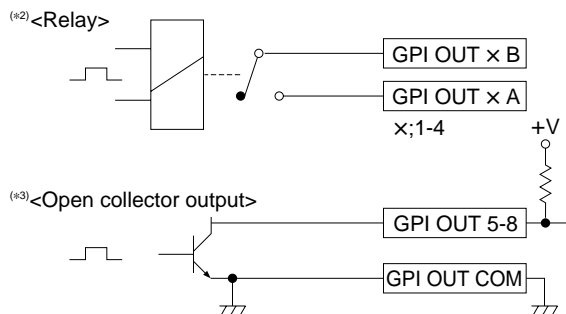 (*2)<Relay>
GPI OUT × B
GPI OUT × A
×;1-4
+V
(*3)<Open collector output>
GPI OUT 5-8
GPI OUT COM